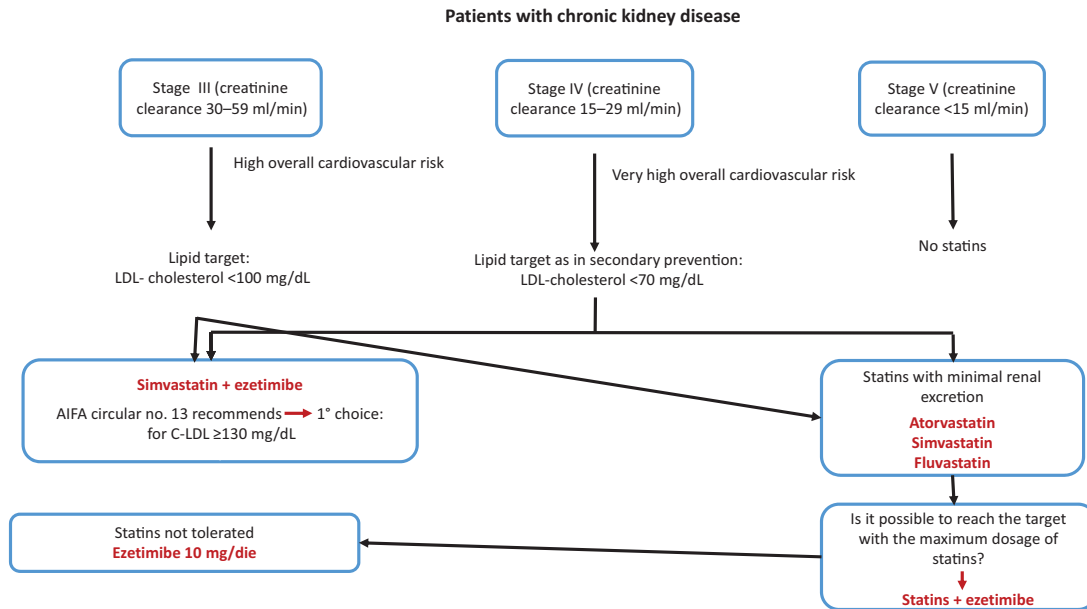 Patients with chronic kidney disease
Stage III (creatinine
clearance 30–59 ml/min)
Stage IV (creatinine
clearance 15–29 ml/min)
Stage V (creatinine
clearance <15 ml/min)
High overall cardiovascular risk
Very high overall cardiovascular risk
Lipid target:
LDL- cholesterol <100 mg/dL
Lipid target as in secondary prevention:
LDL-cholesterol <70 mg/dL
No statins
Simvastatin + ezetimibe
AIFA circular no. 13 recommends 1° choice:
for C-LDL ≥130 mg/dL
Statins with minimal renal
excretion
Atorvastatin
Simvastatin
Fluvastatin
Statins not tolerated
Ezetimibe 10 mg/die
Is it possible to reach the target
with the maximum dosage of
statins?
Statins + ezetimibe